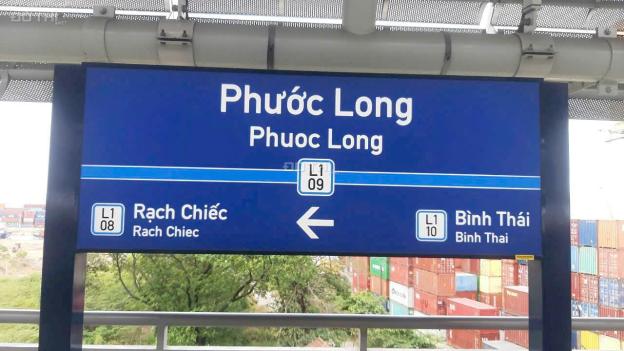 Phước Long
Phuoc Long
L1
09
L1
08
Rạch Chiếc
Rach Chiec
←
L1
10
Bình Thái
Binh Thai